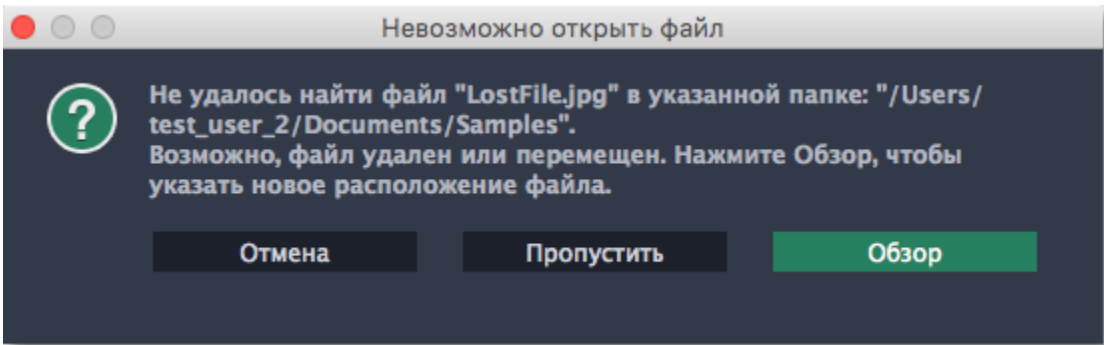 Невозможно открыть файл
?
Не удалось найти файл "LostFile.jpg" в указанной папке: "/Users/
test_user_2/Documents/Samples".
Возможно, файл удален или перемещен. Нажмите Обзор, чтобы
указать новое расположение файла.
Отмена Пропустить Обзор